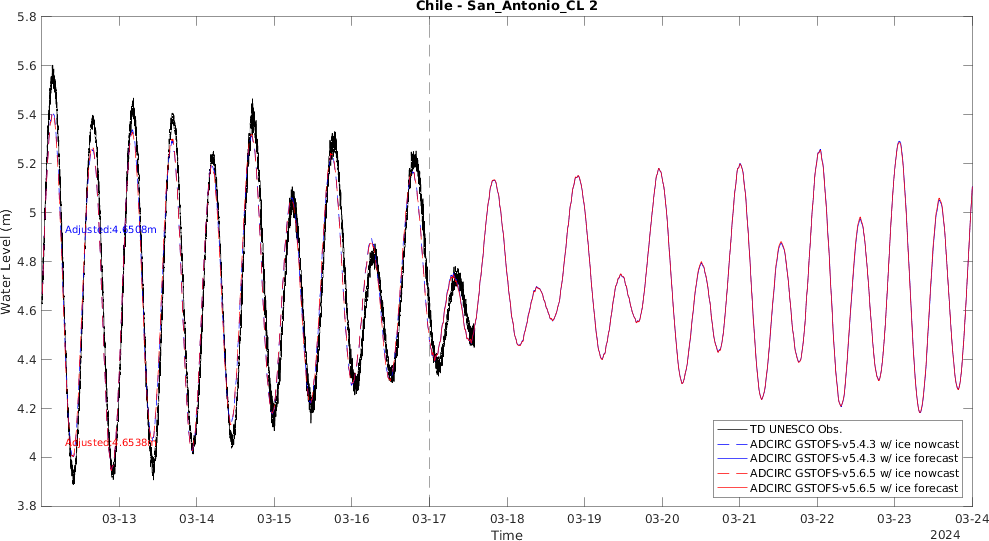 Chile - San_Antonio_CL 2
5.8
5.6
5.4
5.2
5
4.8
4.6
4.4
4.2
4
3.8
Water Level (m)
Adjusted:4.6508m
Adjusted:4.6538m
TD UNESCO Obs.
ADCIRC GSTOFS-v5.4.3 w/ ice nowcast
ADCIRC GSTOFS-v5.4.3 w/ ice forecast
ADCIRC GSTOFS-v5.6.5 w/ ice nowcast
ADCIRC GSTOFS-v5.6.5 w/ ice forecast
03-13 03-14 03-15 03-16 03-17 03-18 03-19 03-20 03-21 03-22 03-23 03-24
Time
2024